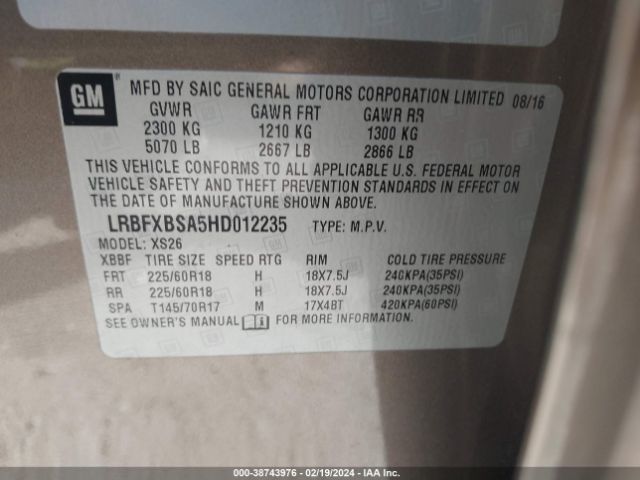 GM
MFD BY SAIC GENERAL MOTORS CORPORATION LIMITED 08/16
GVWR GAWR FRT GAWR RR
2300 KG 1210 KG 1300 KG
5070 LB 2667 LB 2866 LB
THIS VEHICLE CONFORMS TO ALL APPLICABLE U.S. FEDERAL MOTOR
VEHICLE SAFETY AND THEFT PREVENTION STANDARDS IN EFFECT ON
THE DATE OF MANUFACTURE SHOWN ABOVE.
LRBFXBSA5HD012235 TYPE: M.P.V.
MODEL: XS26
XBBF TIRE SIZE SPEED RTG RIM COLD TIRE PRESSURE
FRT 225/60R18 H 18X7.5J 240KPA(35PSI)
RR 225/60R18 H 18X7.5J 240KPA(35PSI)
SPA T145/70R17 M 17X4BT 420KPA(60PSI)
SEE OWNER'S MANUAL FOR MORE INFORMATION.
000-38743976 - 02/19/2024 - IAA Inc.